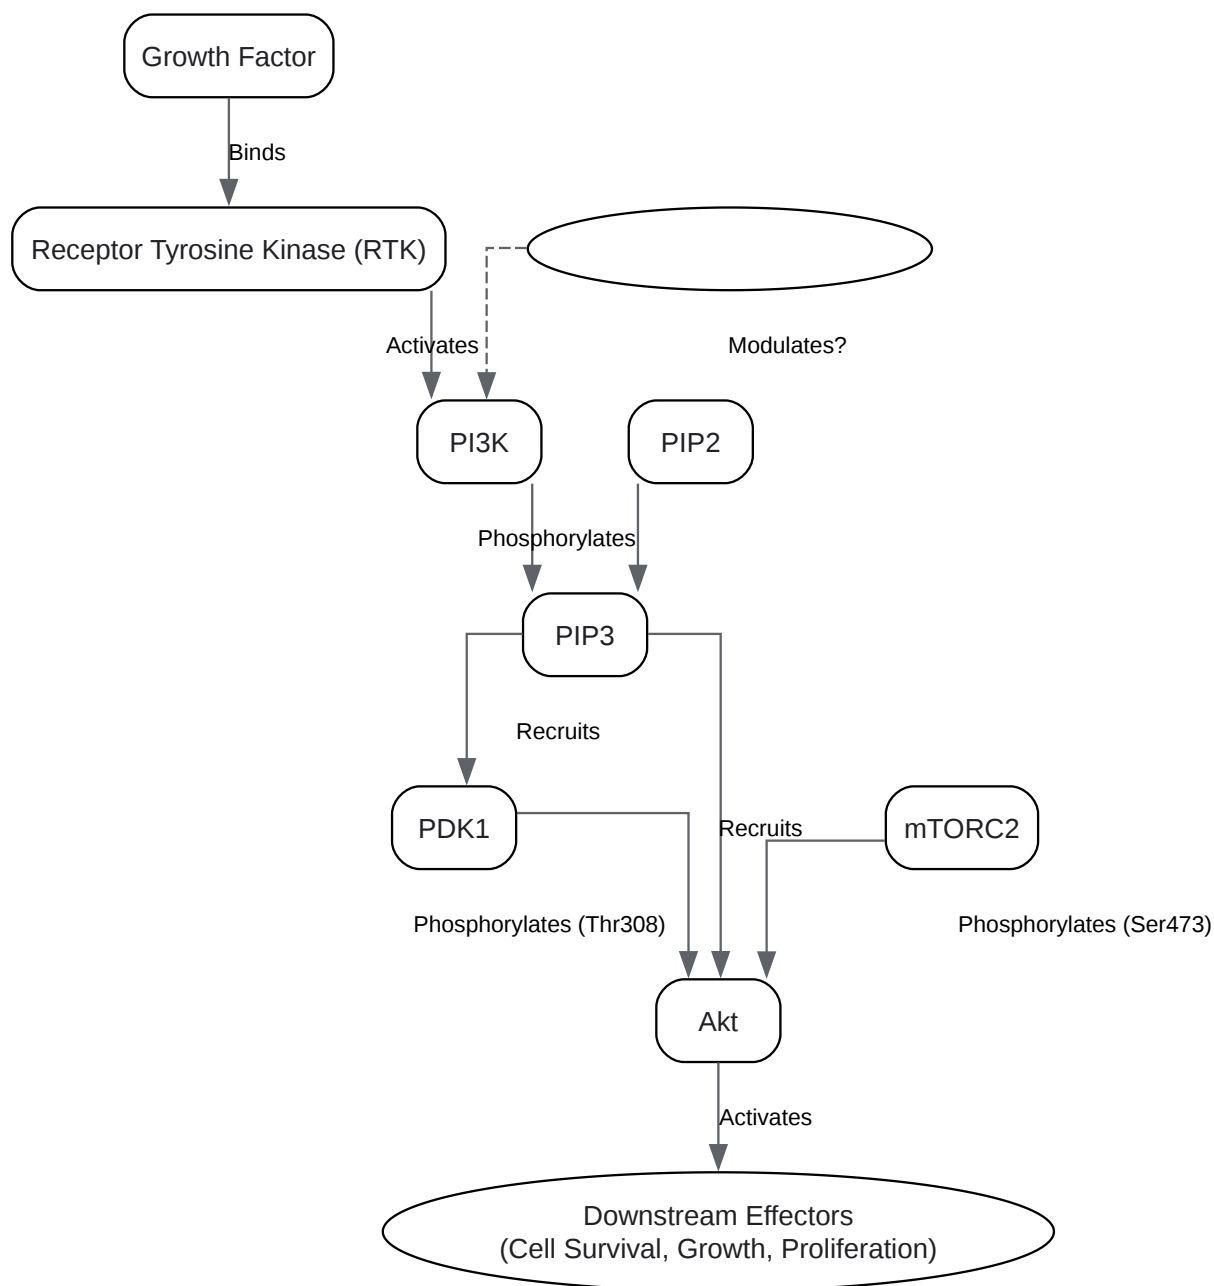 Growth Factor
Binds
Receptor Tyrosine Kinase (RTK)
Activates
Modulates?
PI3K
PIP2
Phosphorylates
PIP3
Recruits
PDK1
Recruits
mTORC2
Phosphorylates (Thr308)
Phosphorylates (Ser473)
Akt
Activates
Downstream Effectors
(Cell Survival, Growth, Proliferation)